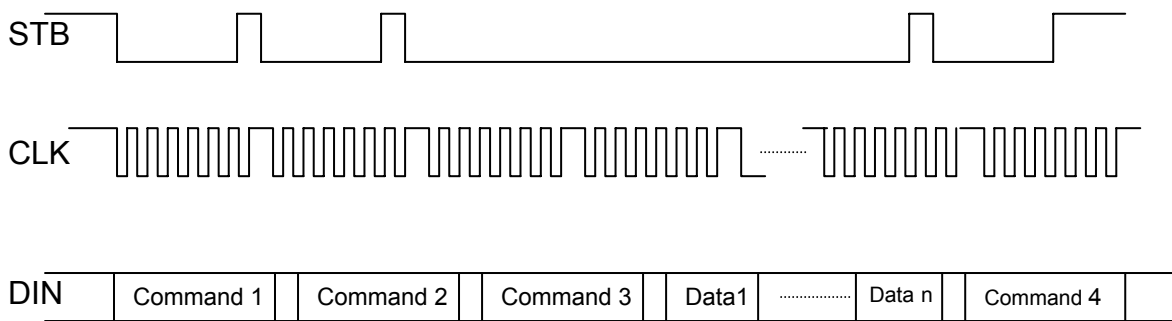 STB
CLK
DIN Command 1 Command 2 Command 3 Data1 Data n Command 4